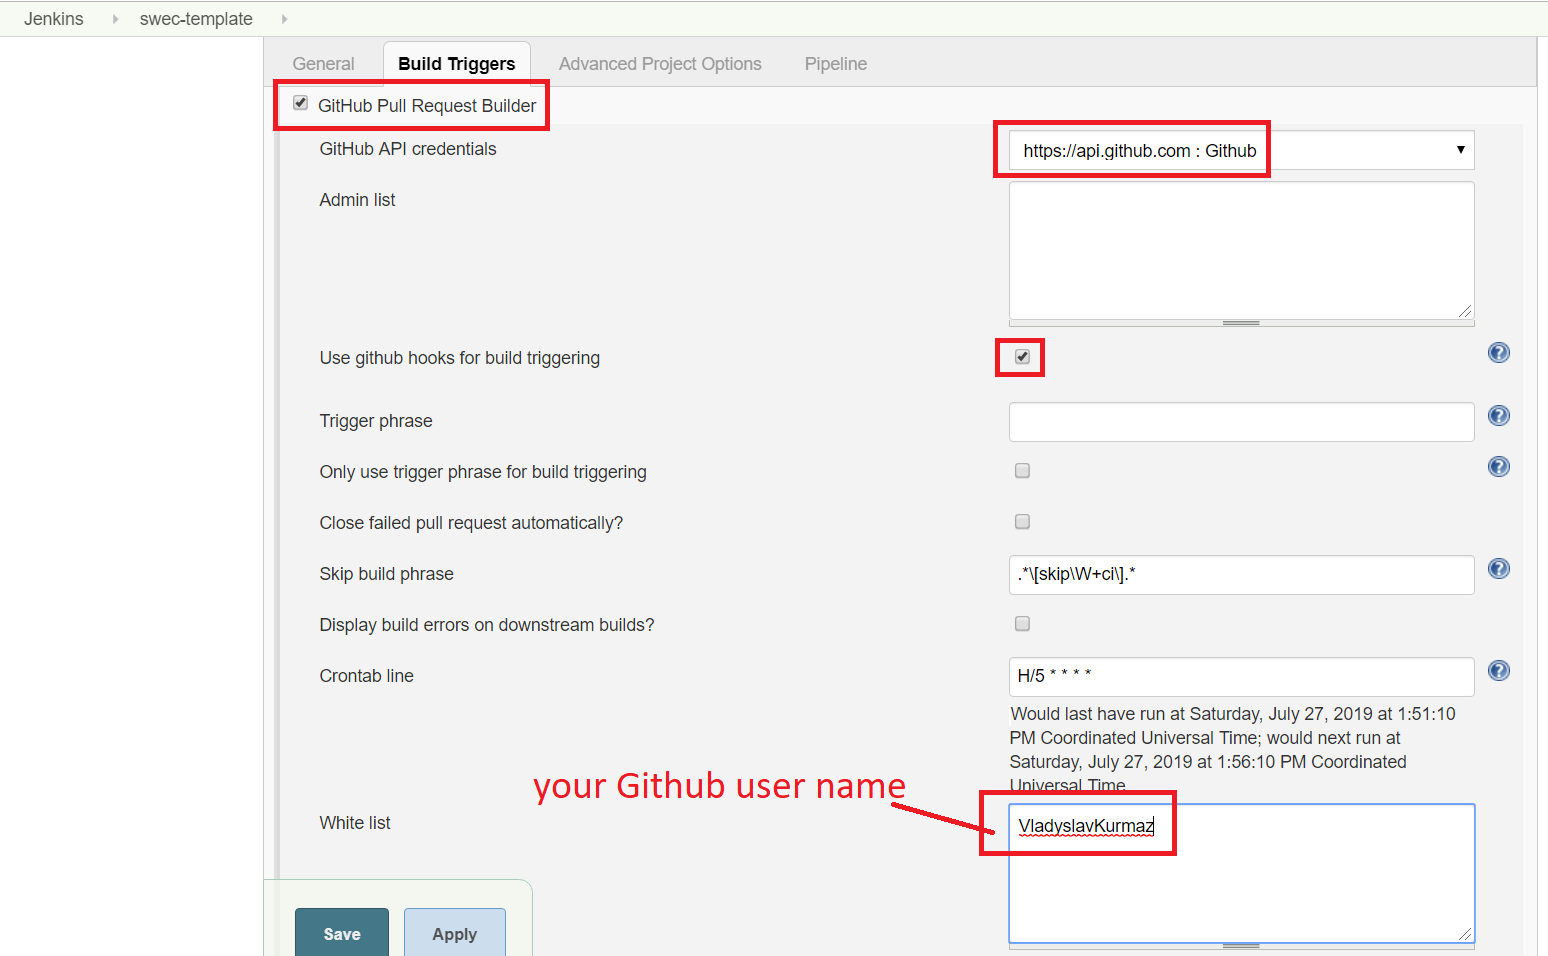 Jenkins
swec-template
General
Build Triggers
Advanced Project Options
Pipeline
GitHub Pull Request Builder
GitHub API credentials
https://api.github.com : Github
Admin list
Use github hooks for build triggering
Trigger phrase
Only use trigger phrase for build triggering
Close failed pull request automatically?
Skip build phrase
.*\[skip\W+ci\].*
Display build errors on downstream builds?
Crontab line
H/5 * * * *
Would last have run at Saturday, July 27, 2019 at 1:51:10
PM Coordinated Universal Time; would next run at
Saturday, July 27, 2019 at 1:56:10 PM Coordinated
Universal Time.
your Github user name
White list
VladyslavKurmaz
Save
Apply